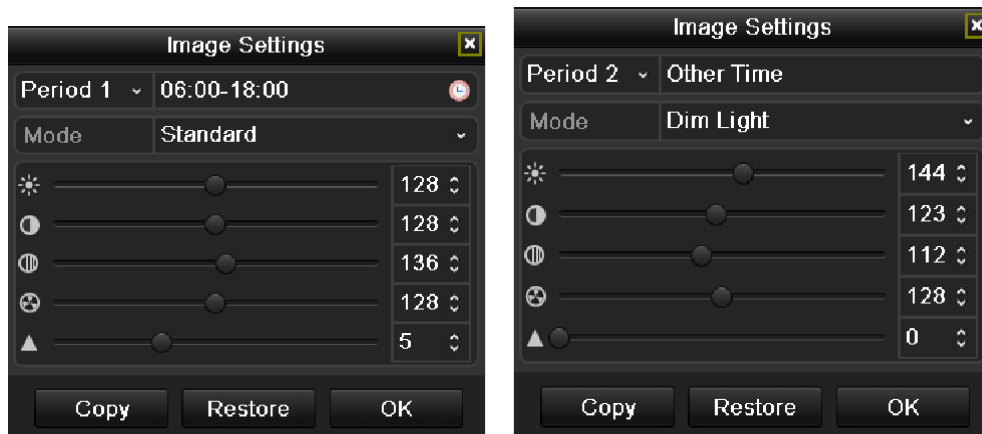 Image Settings
Period 1 06:00-18:00
Mode Standard
128
128
136
128
5
Copy Restore OK
Image Settings
Period 2 Other Time
Mode Dim Light
144
123
112
128
0
Copy Restore OK